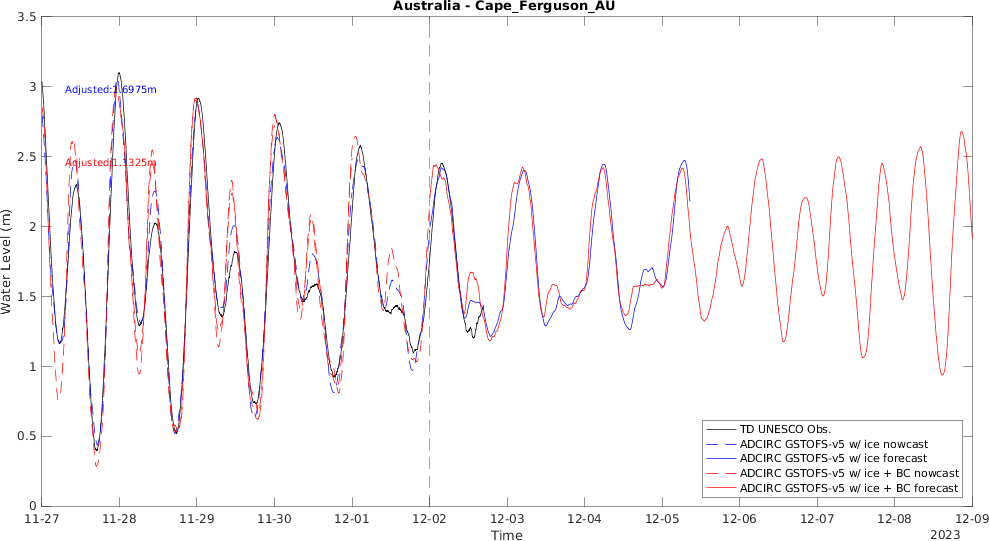 Australia - Cape_Ferguson_AU
3.5
3
2.5
2
1.5
1
0.5
0
Water Level (m)
Adjusted:1.6975m
Adjusted:1.1325m
TD UNESCO Obs.
ADCIRC GSTOFS-v5 w/ ice nowcast
ADCIRC GSTOFS-v5 w/ ice forecast
ADCIRC GSTOFS-v5 w/ ice + BC nowcast
ADCIRC GSTOFS-v5 w/ ice + BC forecast
11-27 11-28 11-29 11-30 12-01 12-02 12-03 12-04 12-05 12-06 12-07 12-08 12-09
Time
2023